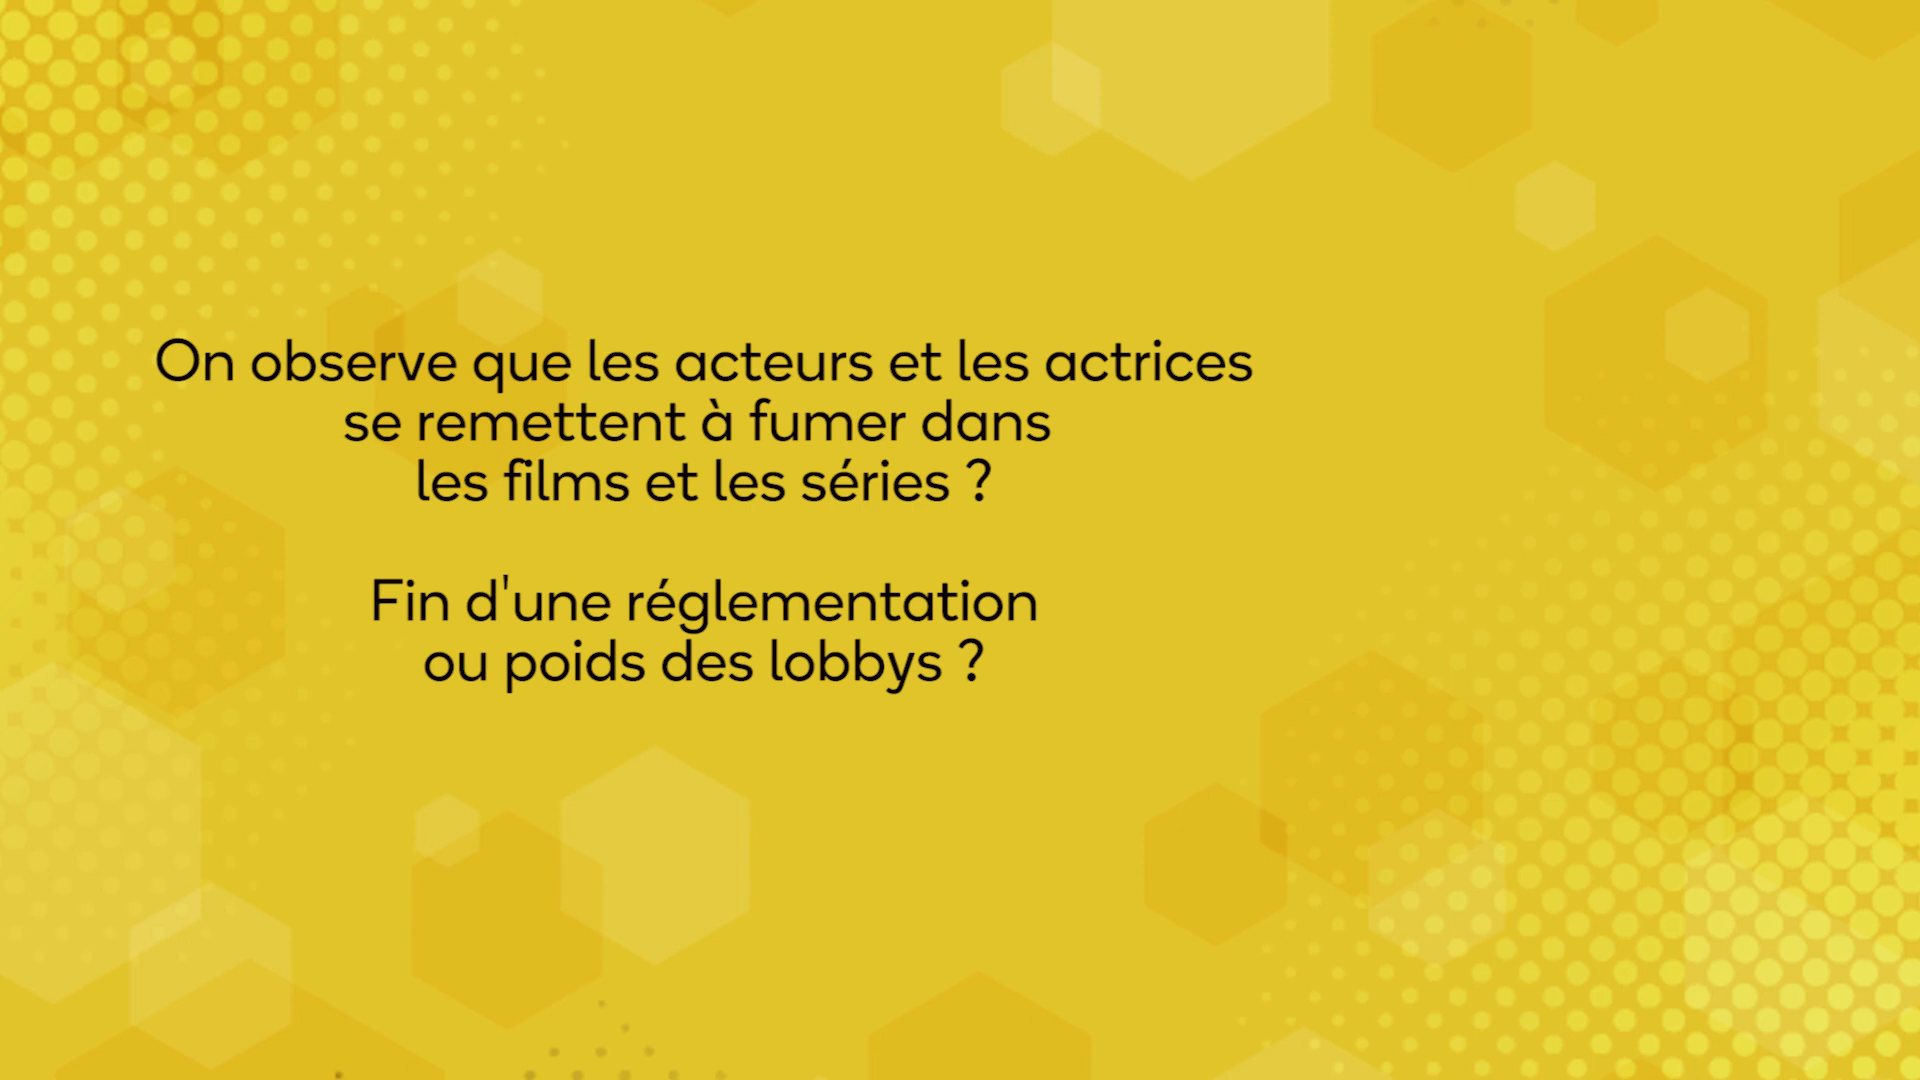 On observe que les acteurs et les actrices
se remettent à fumer dans
les films et les séries ?
Fin d'une réglementation
ou poids des lobbys ?